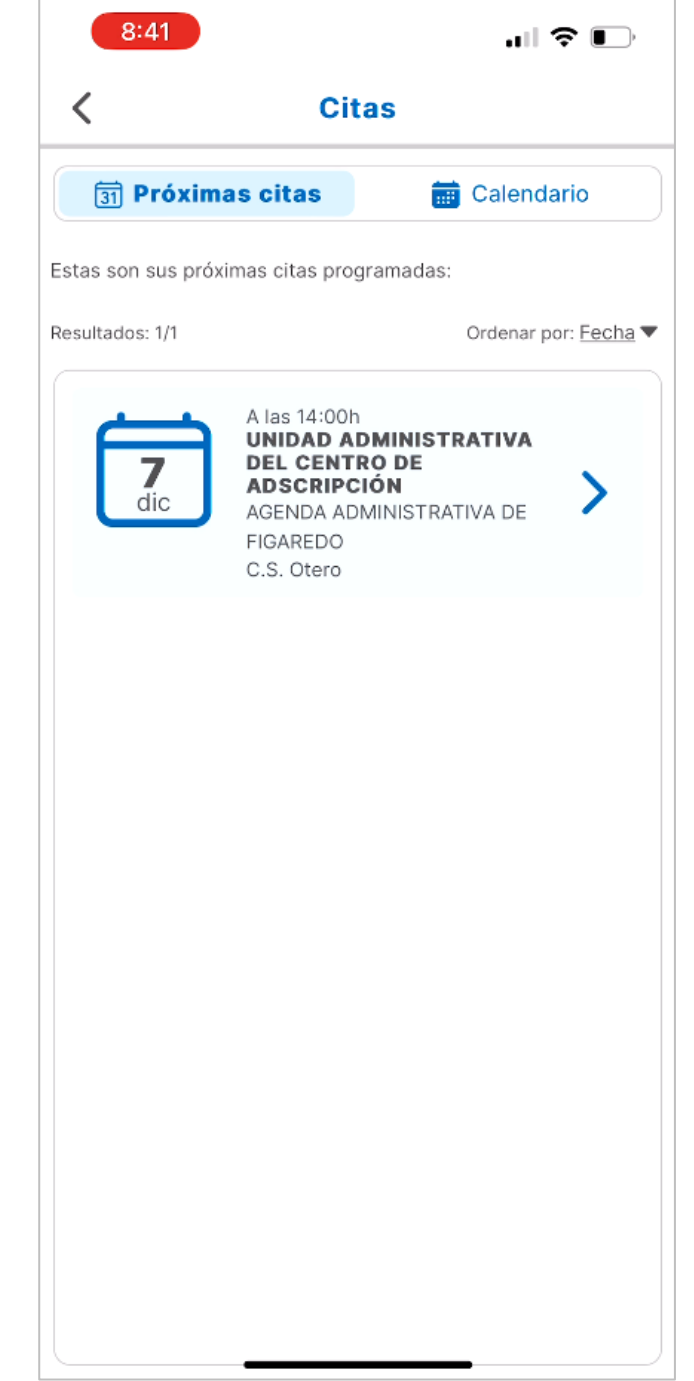 8:41
Citas
31 Próximas citas Calendario
Estas son sus próximas citas programadas:
Resultados: 1/1 Ordenar por: Fecha
A las 14:00h
UNIDAD ADMINISTRATIVA
DEL CENTRO DE
ADSCRIPCIÓN
7
dic
AGENDA ADMINISTRATIVA DE
FIGAREDO
C.S. Otero